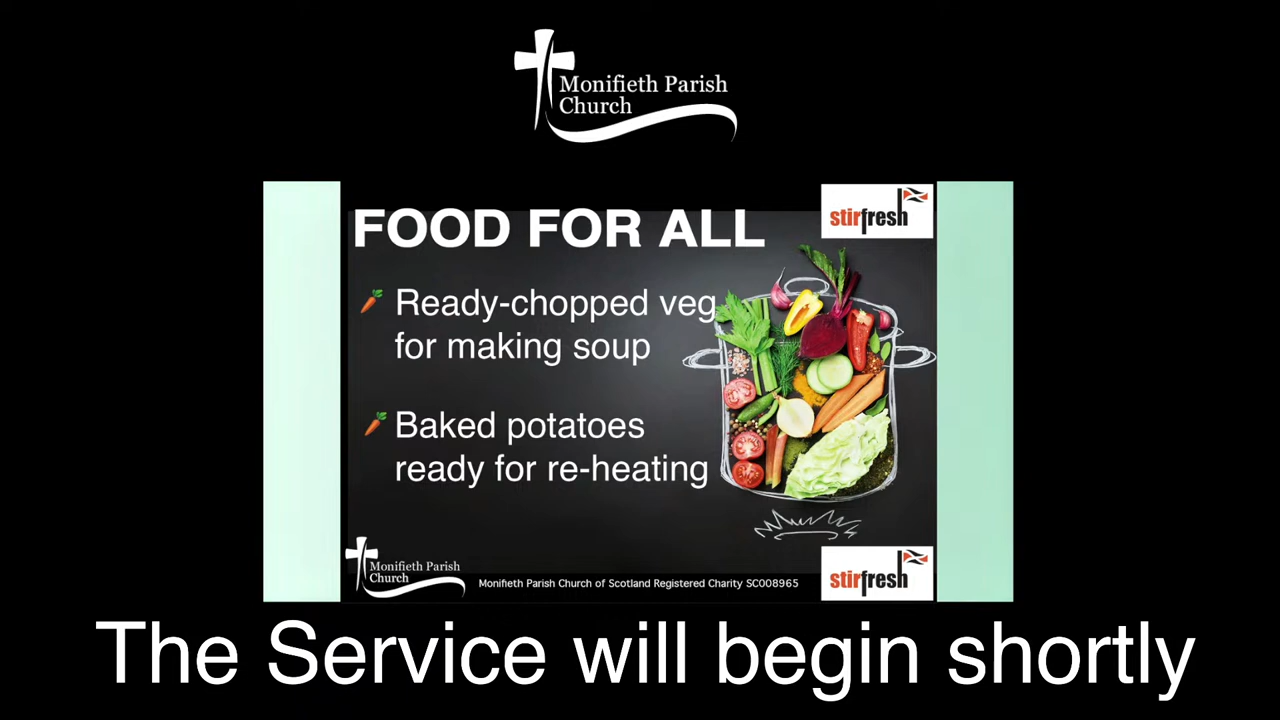 Monifieth Parish
Church
FOOD FOR ALL
stirfresh
Ready-chopped veg
for making soup
Baked potatoes
ready for re-heating
Monifieth Parish
Church
Monifieth Parish Church of Scotland Registered Charity SC008965
stirfresh
The Service will begin shortly